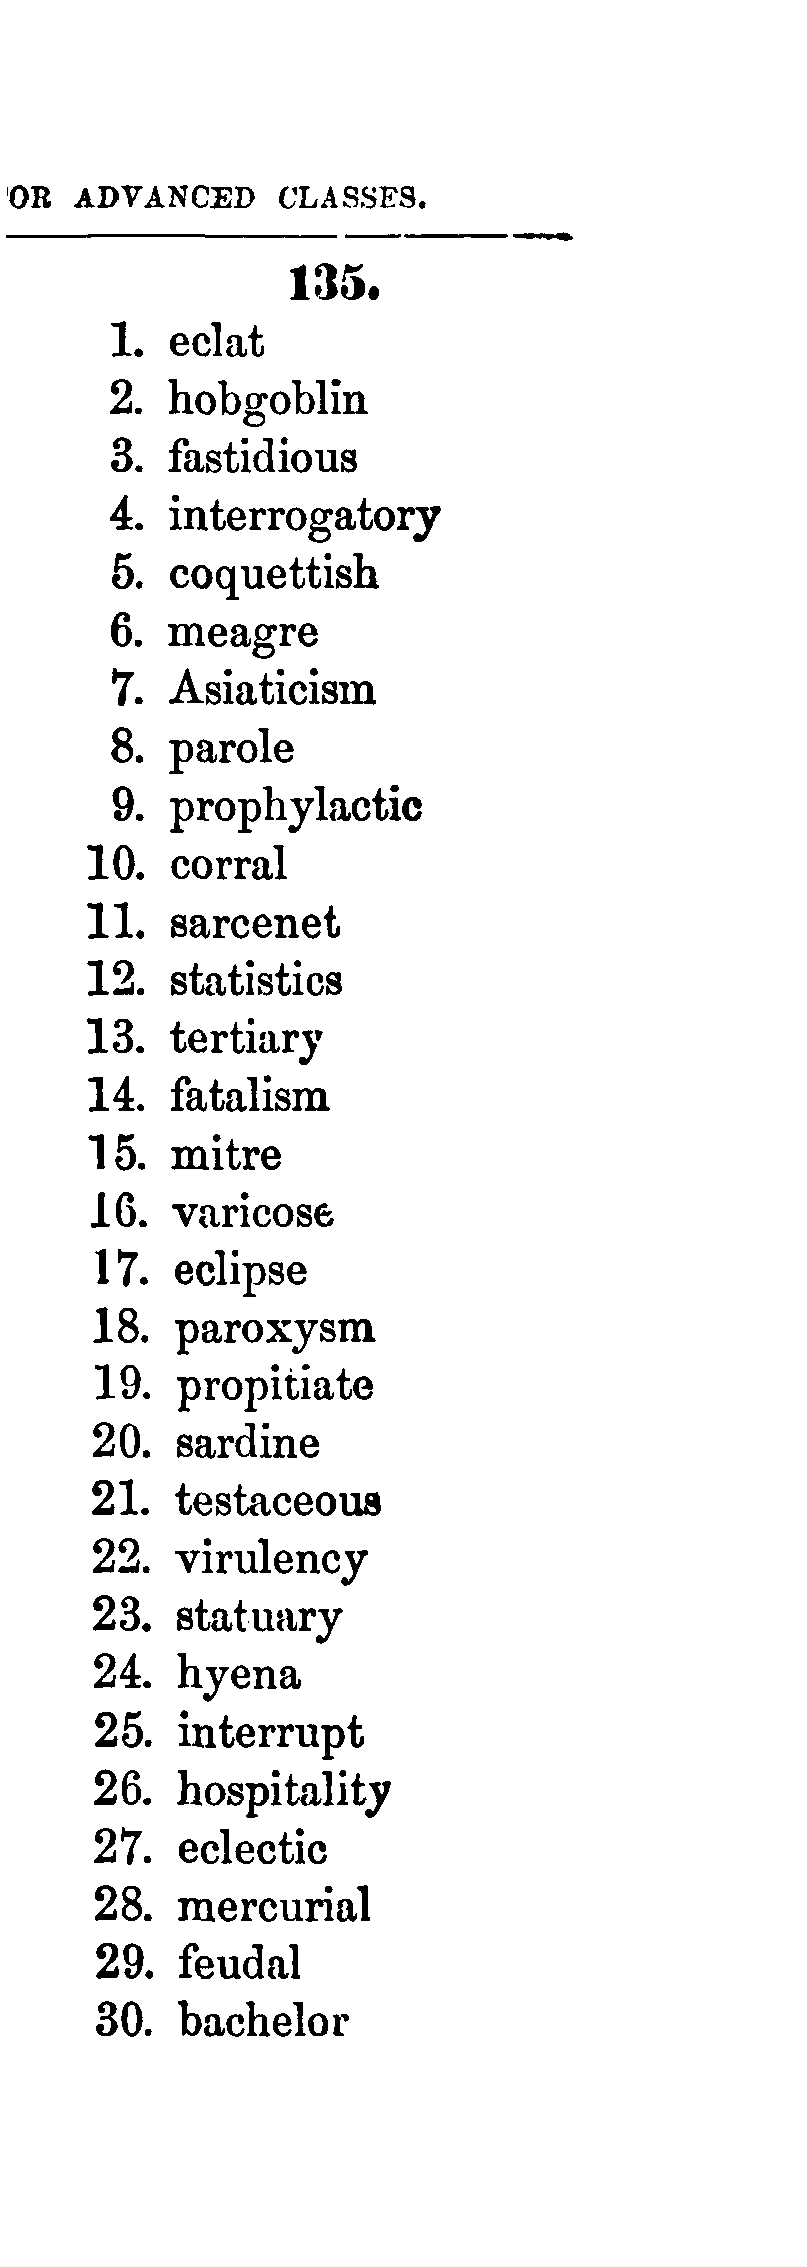 OR ADVANCED CLASSES.
135.
1. eclat
2. hobgoblin
3. fastidious
4. interrogatory
5. coquettish
6. meagre
7. Asiaticism
8. parole
9. prophylactic
10. corral
11. sarcenet
12. statistics
13. tertiary
14. fatalism
15. mitre
16. varicose
17. eclipse
18. paroxysm
19. propitiate
20. sardine
21. testaceous
22. virulency
23. statuary
24. hyena
25. interrupt
26. hospitality
27. eclectic
28. mercurial
29. feudal
30. bachelor